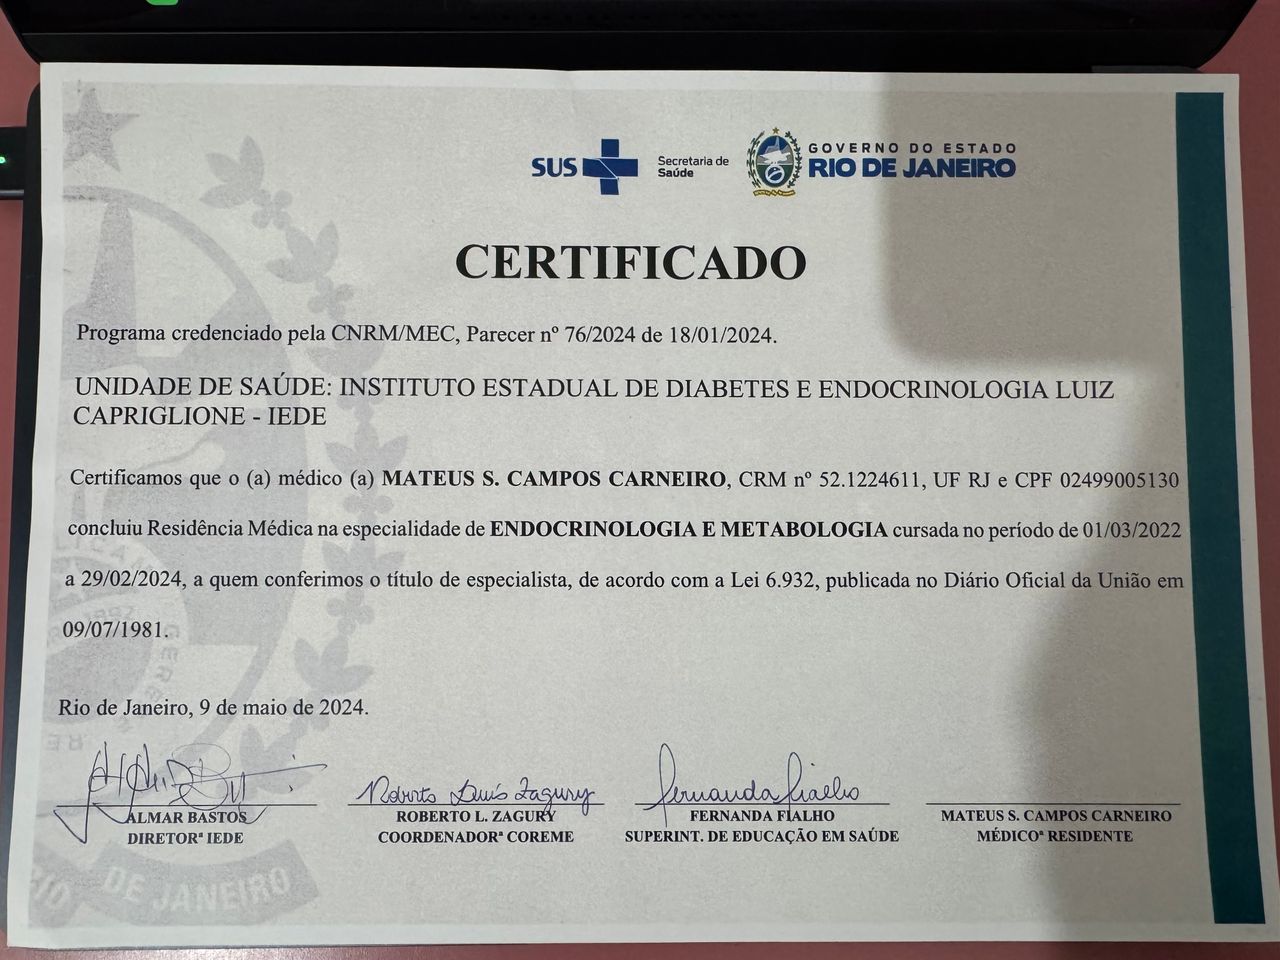 SUS
Secretaria de
Saúde
GOVERNO DO ESTADO
RIO DE JANEIRO
CERTIFICADO
Programa credenciado pela CNRM/MEC, Parecer nº 76/2024 de 18/01/2024.
UNIDADE DE SAÚDE: INSTITUTO ESTADUAL DE DIABETES E ENDOCRINOLOGIA LUIZ
CAPRIGLIONE - IEDE
Certificamos que o (a) médico (a) MATEUS S. CAMPOS CARNEIRO, CRM nº 52.1224611, UF RJ e CPF 02499005130
concluiu Residência Médica na especialidade de ENDOCRINOLOGIA E METABOLOGIA cursada no período de 01/03/2022
a 29/02/2024, a quem conferimos o título de especialista, de acordo com a Lei 6.932, publicada no Diário Oficial da União em
09/07/1981.
Rio de Janeiro, 9 de maio de 2024.
Roberto Luis Zagury
Fernanda Fialho
ALMAR BASTOS
DIRETORª IEDE
ROBERTO L. ZAGURY
COORDENADORª COREME
FERNANDA FIALHO
SUPERINT. DE EDUCAÇÃO EM SAÚDE
MATEUS S. CAMPOS CARNEIRO
MÉDICOª RESIDENTE
DE JANEIRO